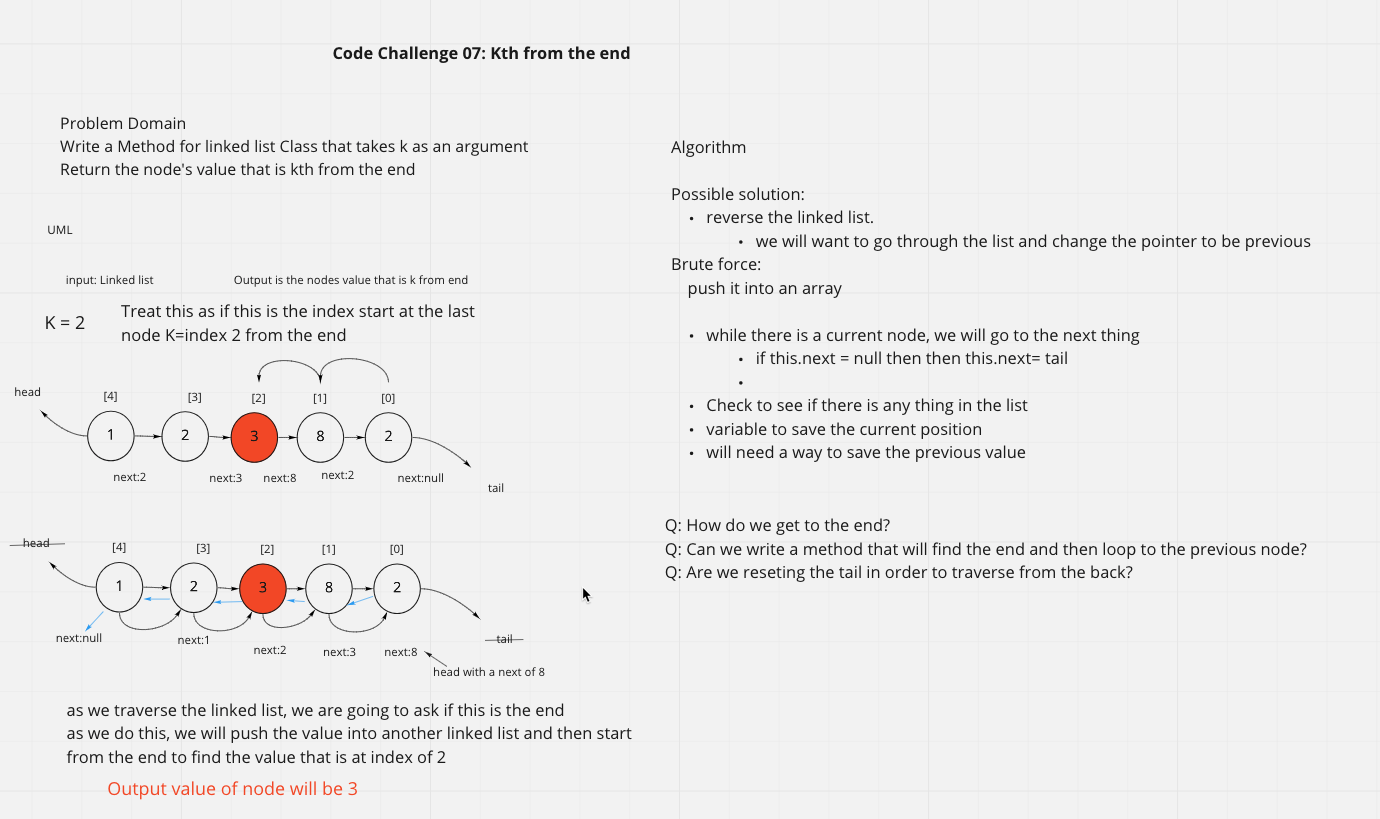 Code Challenge 07: Kth from the end
Problem Domain
Write a Method for linked list Class that takes k as an argument
Return the node's value that is kth from the end
UML
input: Linked list
Output is the nodes value that is k from end
K = 2
Treat this as if this is the index start at the last
node K=index 2 from the end
head
[4]
[3]
[2]
[1]
[0]
1
2
3
8
2
next:2
next:3
next:8
next:2
next:null
tail
head
[4]
[3]
[2]
[1]
[0]
1
2
3
8
2
next:null
next:1
next:2
next:3
next:8
tail
head with a next of 8
as we traverse the linked list, we are going to ask if this is the end
as we do this, we will push the value into another linked list and then start
from the end to find the value that is at index of 2
Output value of node will be 3
Algorithm
Possible solution:
• reverse the linked list.
• we will want to go through the list and change the pointer to be previous
Brute force:
push it into an array
• while there is a current node, we will go to the next thing
• if this.next = null then then this.next= tail
•
• Check to see if there is any thing in the list
• variable to save the current position
• will need a way to save the previous value
Q: How do we get to the end?
Q: Can we write a method that will find the end and then loop to the previous node?
Q: Are we reseting the tail in order to traverse from the back?